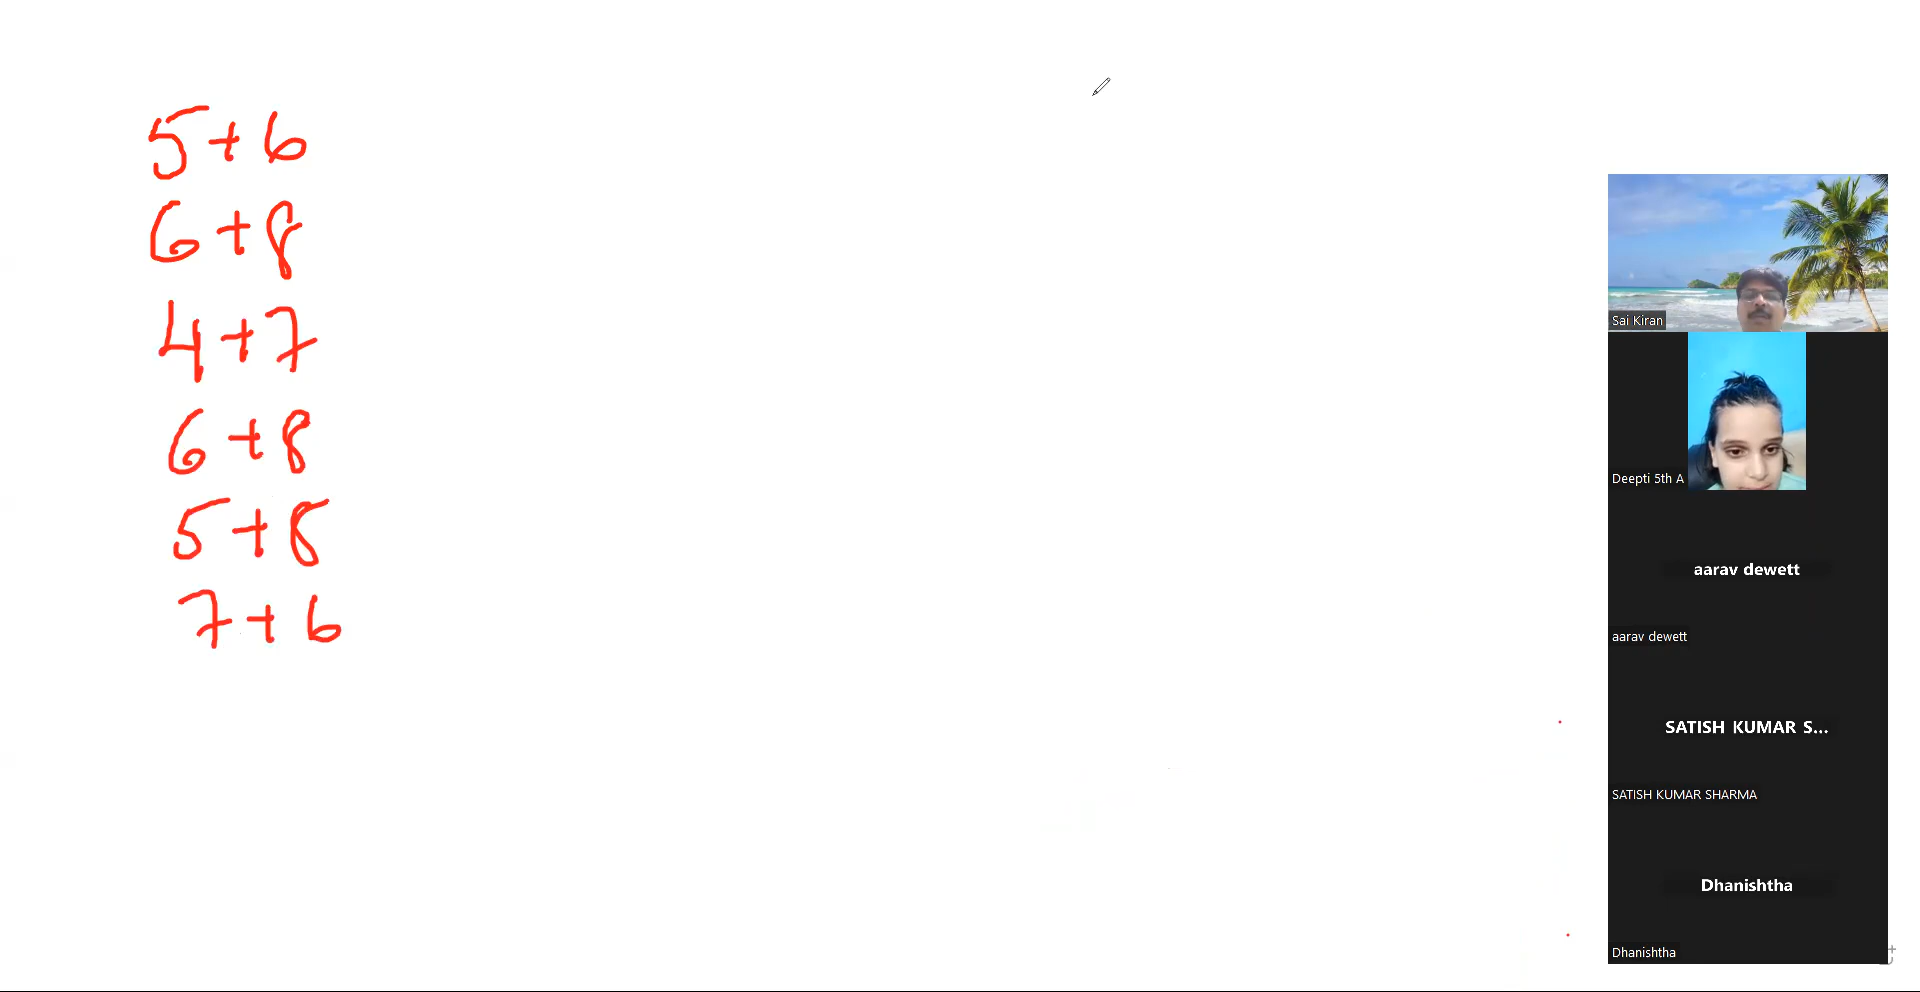 5+6
6+8
4+7
6+8
5+8
7+6
Sai Kiran
Deepti 5th A
aarav dewett
aarav dewett
SATISH KUMAR S...
SATISH KUMAR SHARMA
Dhanishtha
Dhanishtha